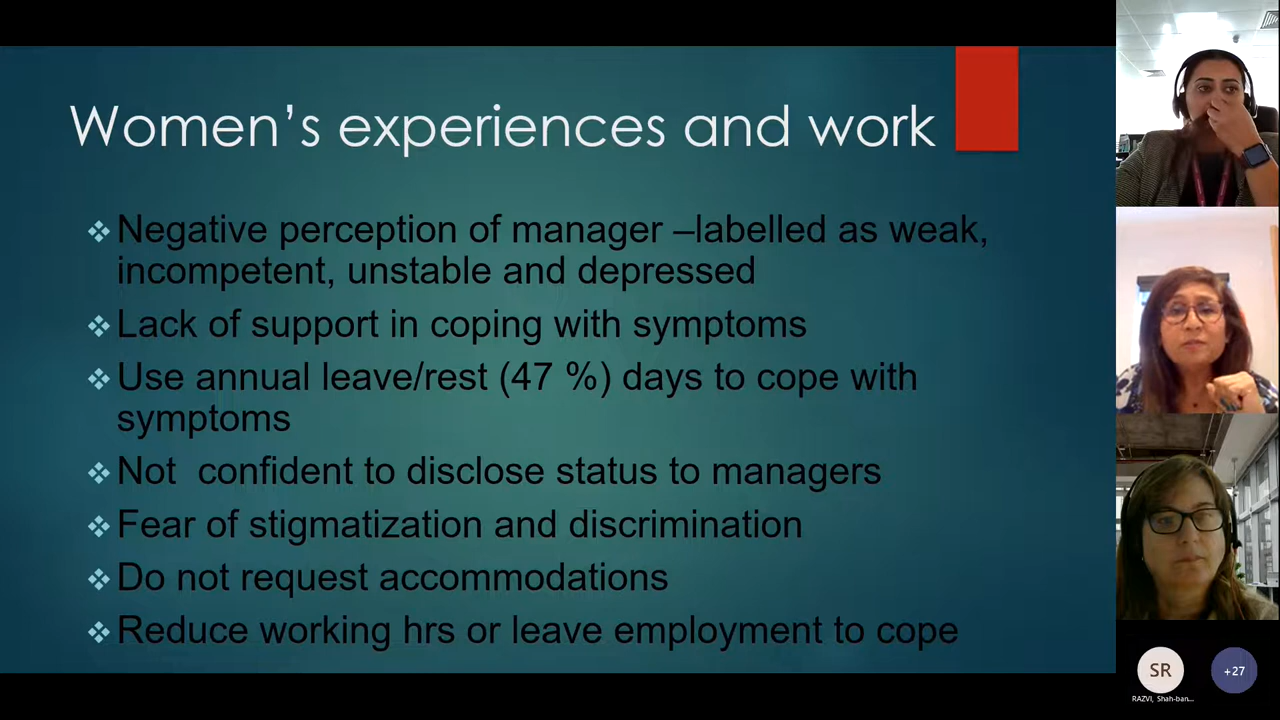 Women's experiences and work
❖ Negative perception of manager –labelled as weak,
incompetent, unstable and depressed
❖ Lack of support in coping with symptoms
❖ Use annual leave/rest (47 %) days to cope with
symptoms
❖ Not  confident to disclose status to managers
❖ Fear of stigmatization and discrimination
❖ Do not request accommodations
❖ Reduce working hrs or leave employment to cope
SR
+27
RAZVI, Shah-ban...